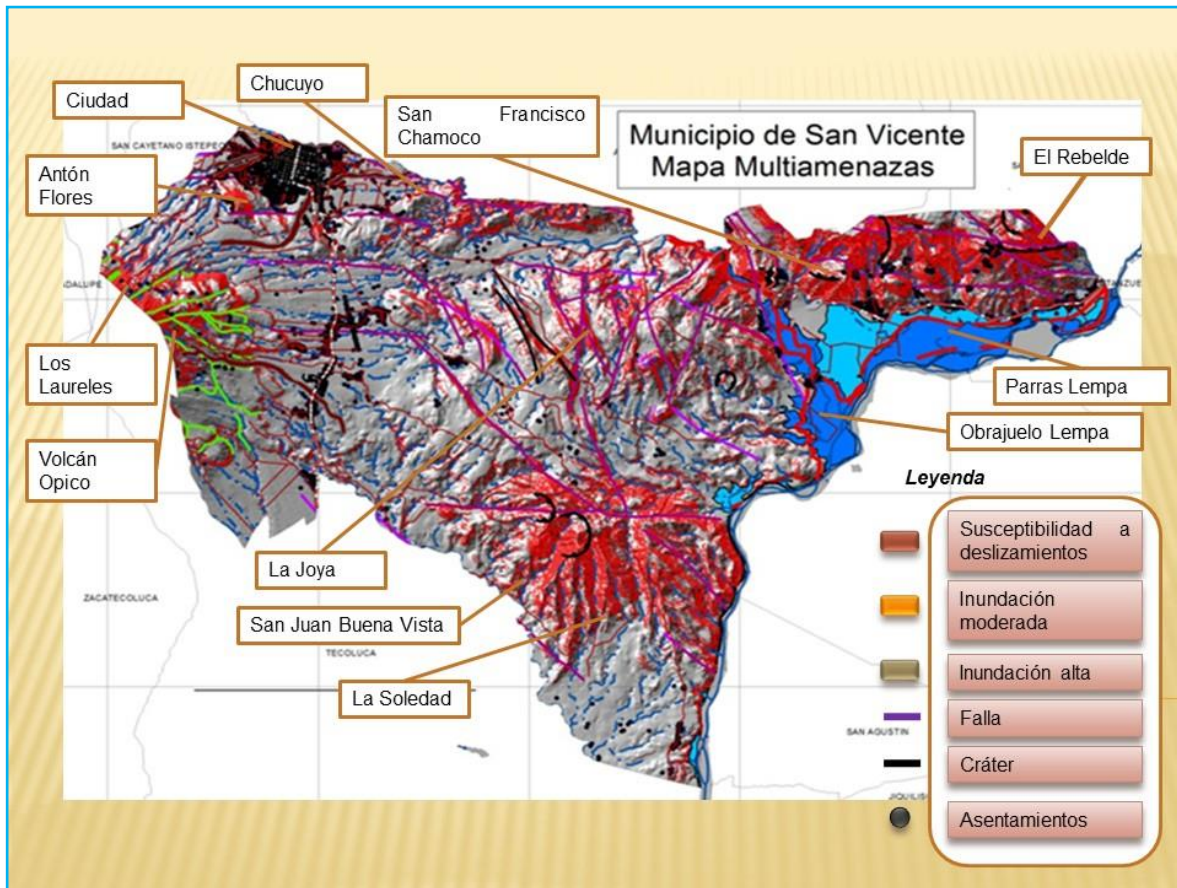 Ciudad
Chucuyo
San Francisco
Chamoco
Municipio de San Vicente
Mapa Multiamenazas
El Rebelde
SAN CAYETANO ISTEPEQ
Antón
Flores
Los
Laureles
Volcán
Opico
Parras Lempa
Obrajuelo Lempa
Leyenda
Susceptibilidad a
deslizamientos
Inundación
moderada
Inundación alta
Falla
Cráter
Asentamientos
La Joya
San Juan Buena Vista
La Soledad
ZACATECOLUCA
TECOLUCA
SAN AGUSTIN